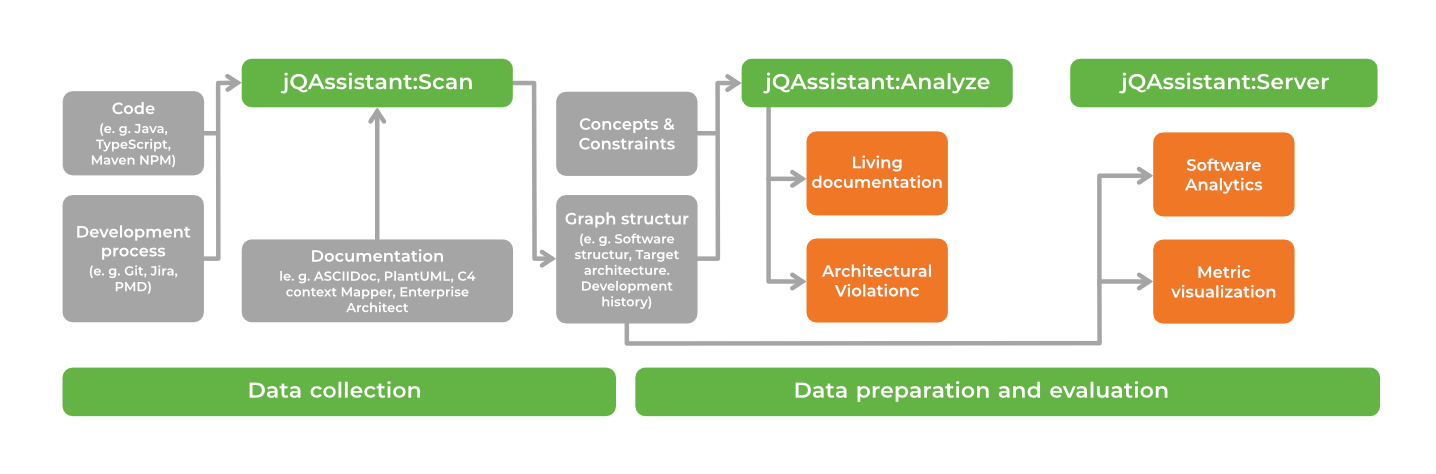 jQAssistant:Scan
Code
(e. g. Java,
TypeScript,
Maven NPM)
Development
process
(e. g. Git, Jira,
PMD)
Documentation
Ie. g. ASCIIDoc, PlantUML, C4
context Mapper, Enterprise
Architect
Concepts &
Constraints
Graph structur
(e. g. Software
structur, Target
architecture.
Development
history)
jQAssistant:Analyze
Living
documentation
Architectural
Violationc
jQAssistant:Server
Software
Analytics
Metric
visualization
Data collection
Data preparation and evaluation